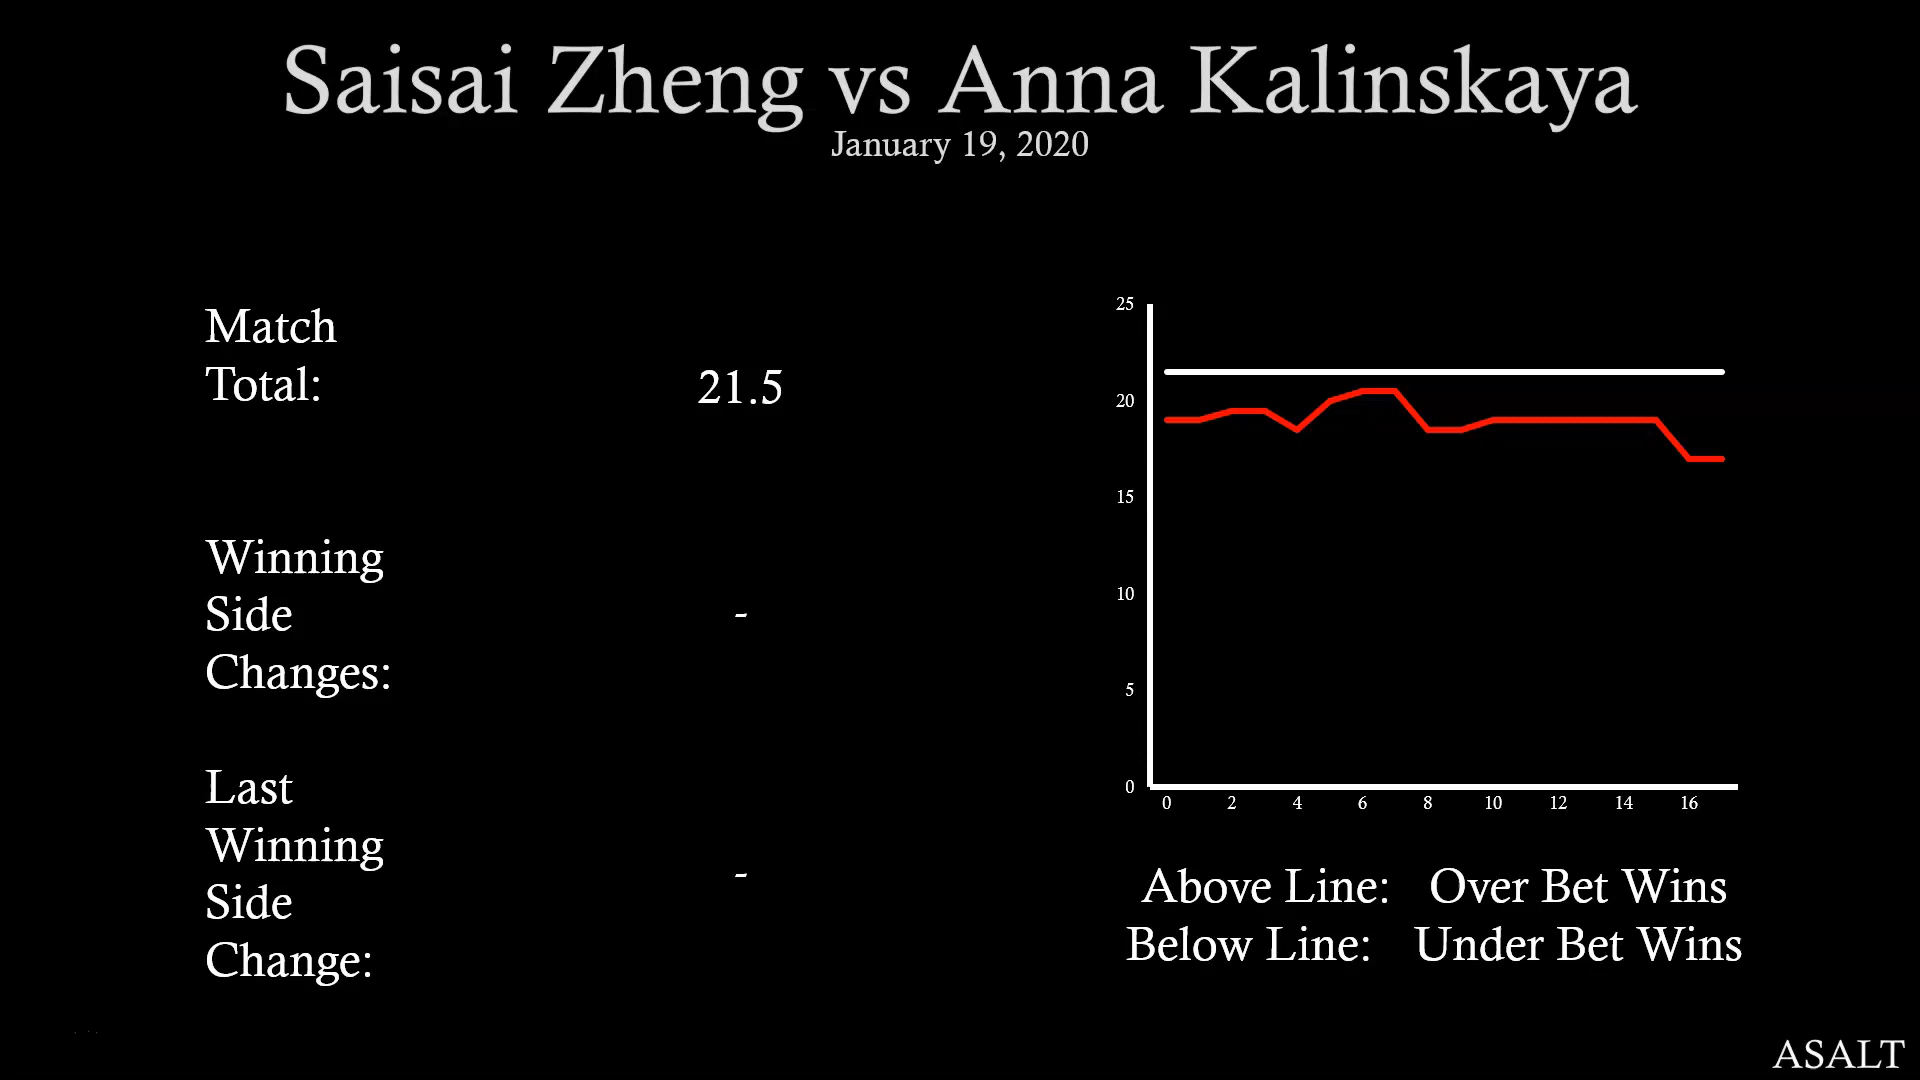 Saisai Zheng vs Anna Kalinskaya
January 19, 2020
Match
Total:
21.5
Winning
Side
Changes:
-
Last
Winning
Side
Change:
-
25
20
15
10
5
0
0 2 4 6 8 10 12 14 16
Above Line: Over Bet Wins
Below Line: Under Bet Wins
ASALT